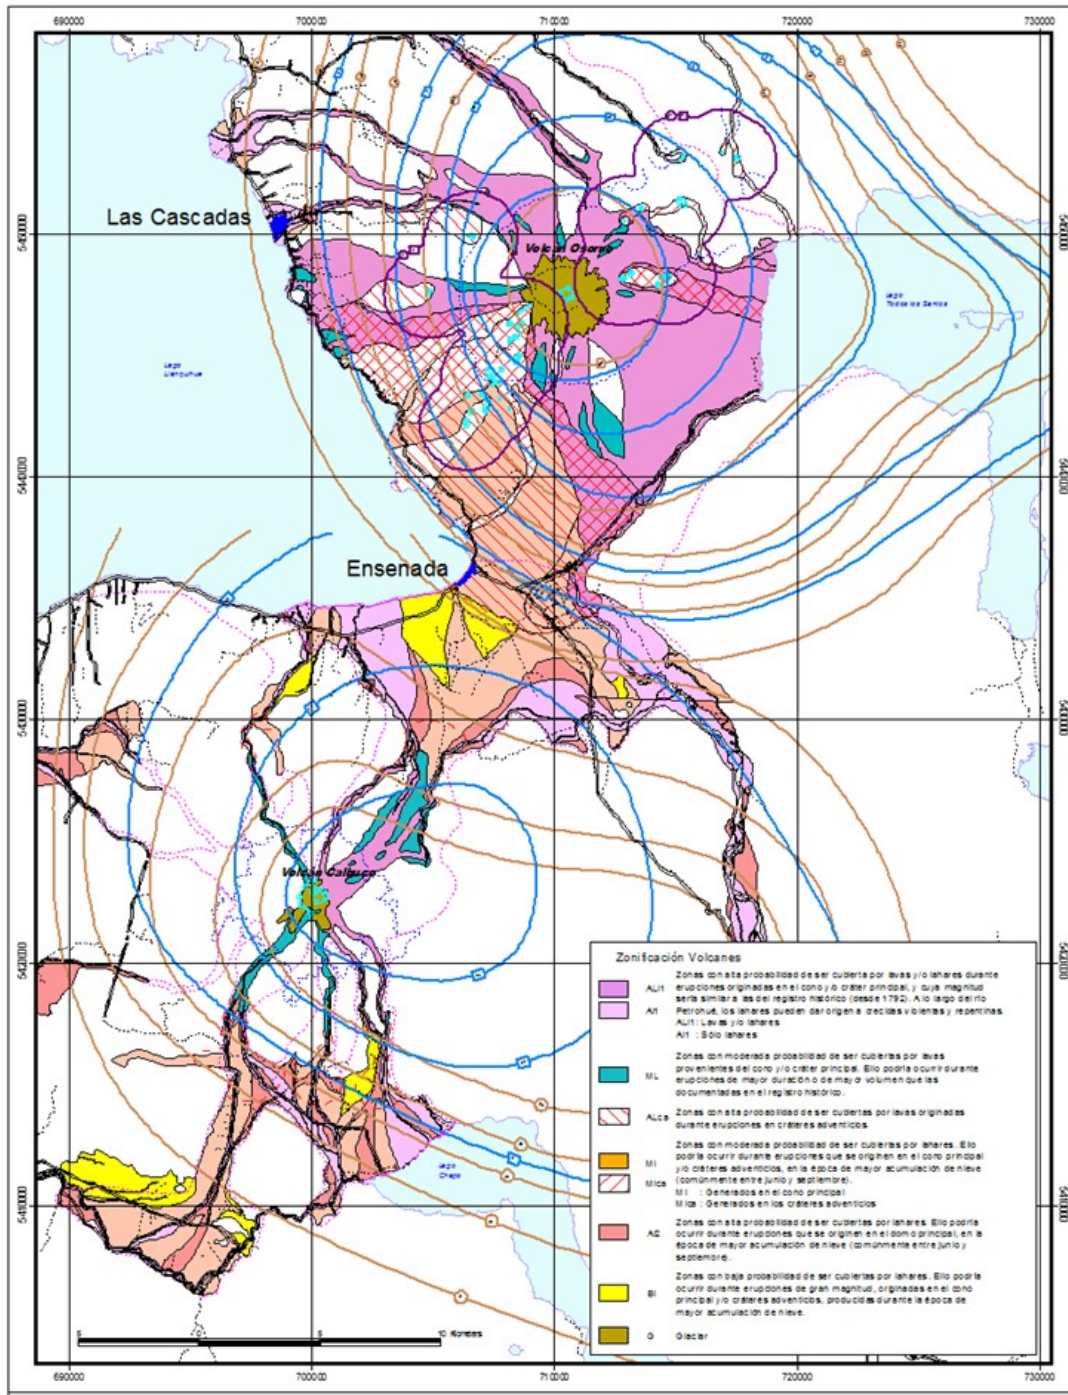 690000
700000
710000
720000
730000
Las Cascadas
Volcán Osorno
Lago
Todos los Santos
Lago
Llanquihue
Ensenada
Volcán Calbuco
Lago
Chapo
Zonificación Volcanes
ALl1
Al1
Zonas con alta probabilidad de ser cubierta por lavas y/o lahares durante
erupciones originadas en el cono y/o cráter principal, y cuya magnitud
sería similar a las del registro histórico (desde 1792). A lo largo del río
Petrohué, los lahares pueden dar origen a crecidas violentas y repentinas.
ALl1: Lavas y/o lahares
Al1 : Sólo lahares
ML
Zonas con moderada probabilidad de ser cubiertas por lavas
provenientes del cono y/o cráter principal. Ello podría ocurrir durante
erupciones de mayor duración o de mayor volumen que las
documentadas en el registro histórico.
ALca
Zonas con alta probabilidad de ser cubiertas por lavas originadas
durante erupciones en cráteres adventicios.
Ml
Mlca
Zonas con moderada probabilidad de ser cubiertas por lahares. Ello
podría ocurrir durante erupciones que se originen en el cono principal
y/o cráteres adventicios, en la época de mayor acumulación de nieve
(comúnmente entre junio y septiembre).
Ml : Generados en el cono principal
Mlca : Generados en los cráteres adventicios
Al2
Zonas con alta probabilidad de ser cubiertas por lahares. Ello podría
ocurrir durante erupciones que se originen en el domo principal, en la
época de mayor acumulación de nieve (comúnmente entre junio y
septiembre).
Bl
Zonas con baja probabilidad de ser cubiertas por lahares. Ello podría
ocurrir durante erupciones de gran magnitud, originadas en el cono
principal y/o cráteres adventicios, producidas durante la época de
mayor acumulación de nieve.
G
Glaciar
5
0
5
10 Kilometers
690000
700000
710000
720000
730000